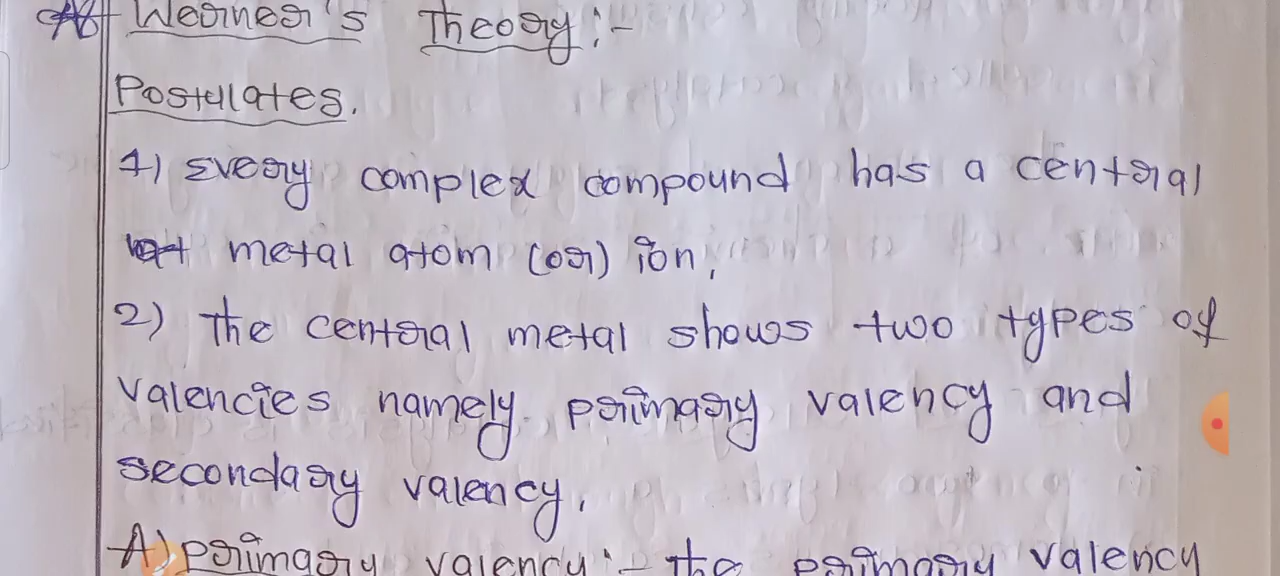 Werner's Theory :-
Postulates.
1) Every complex compound has a central
metal atom (or) ion,
2) The central metal shows two types of
valencies namely primary valency and
secondary valency.
A) primary valency :- the primary valency